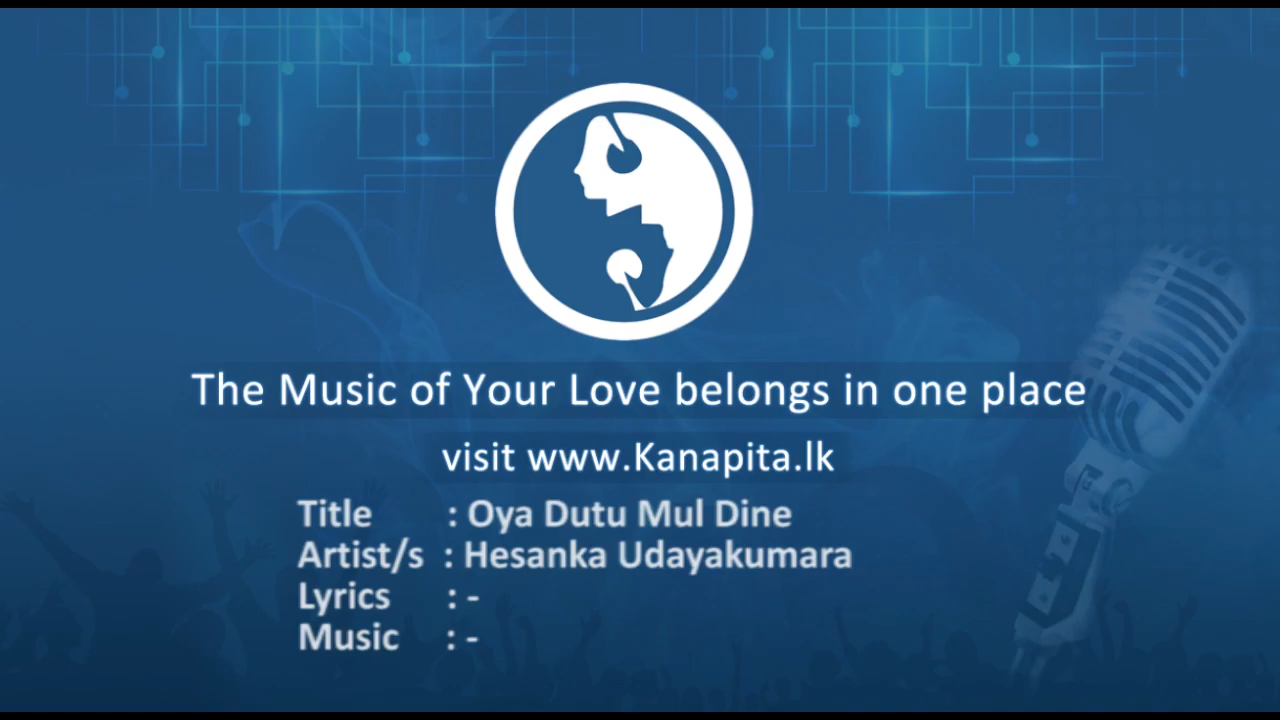 The Music of Your Love belongs in one place
visit www.Kanapita.lk
Title : Oya Dutu Mul Dine
Artist/s : Hesanka Udayakumara
Lyrics : -
Music : -